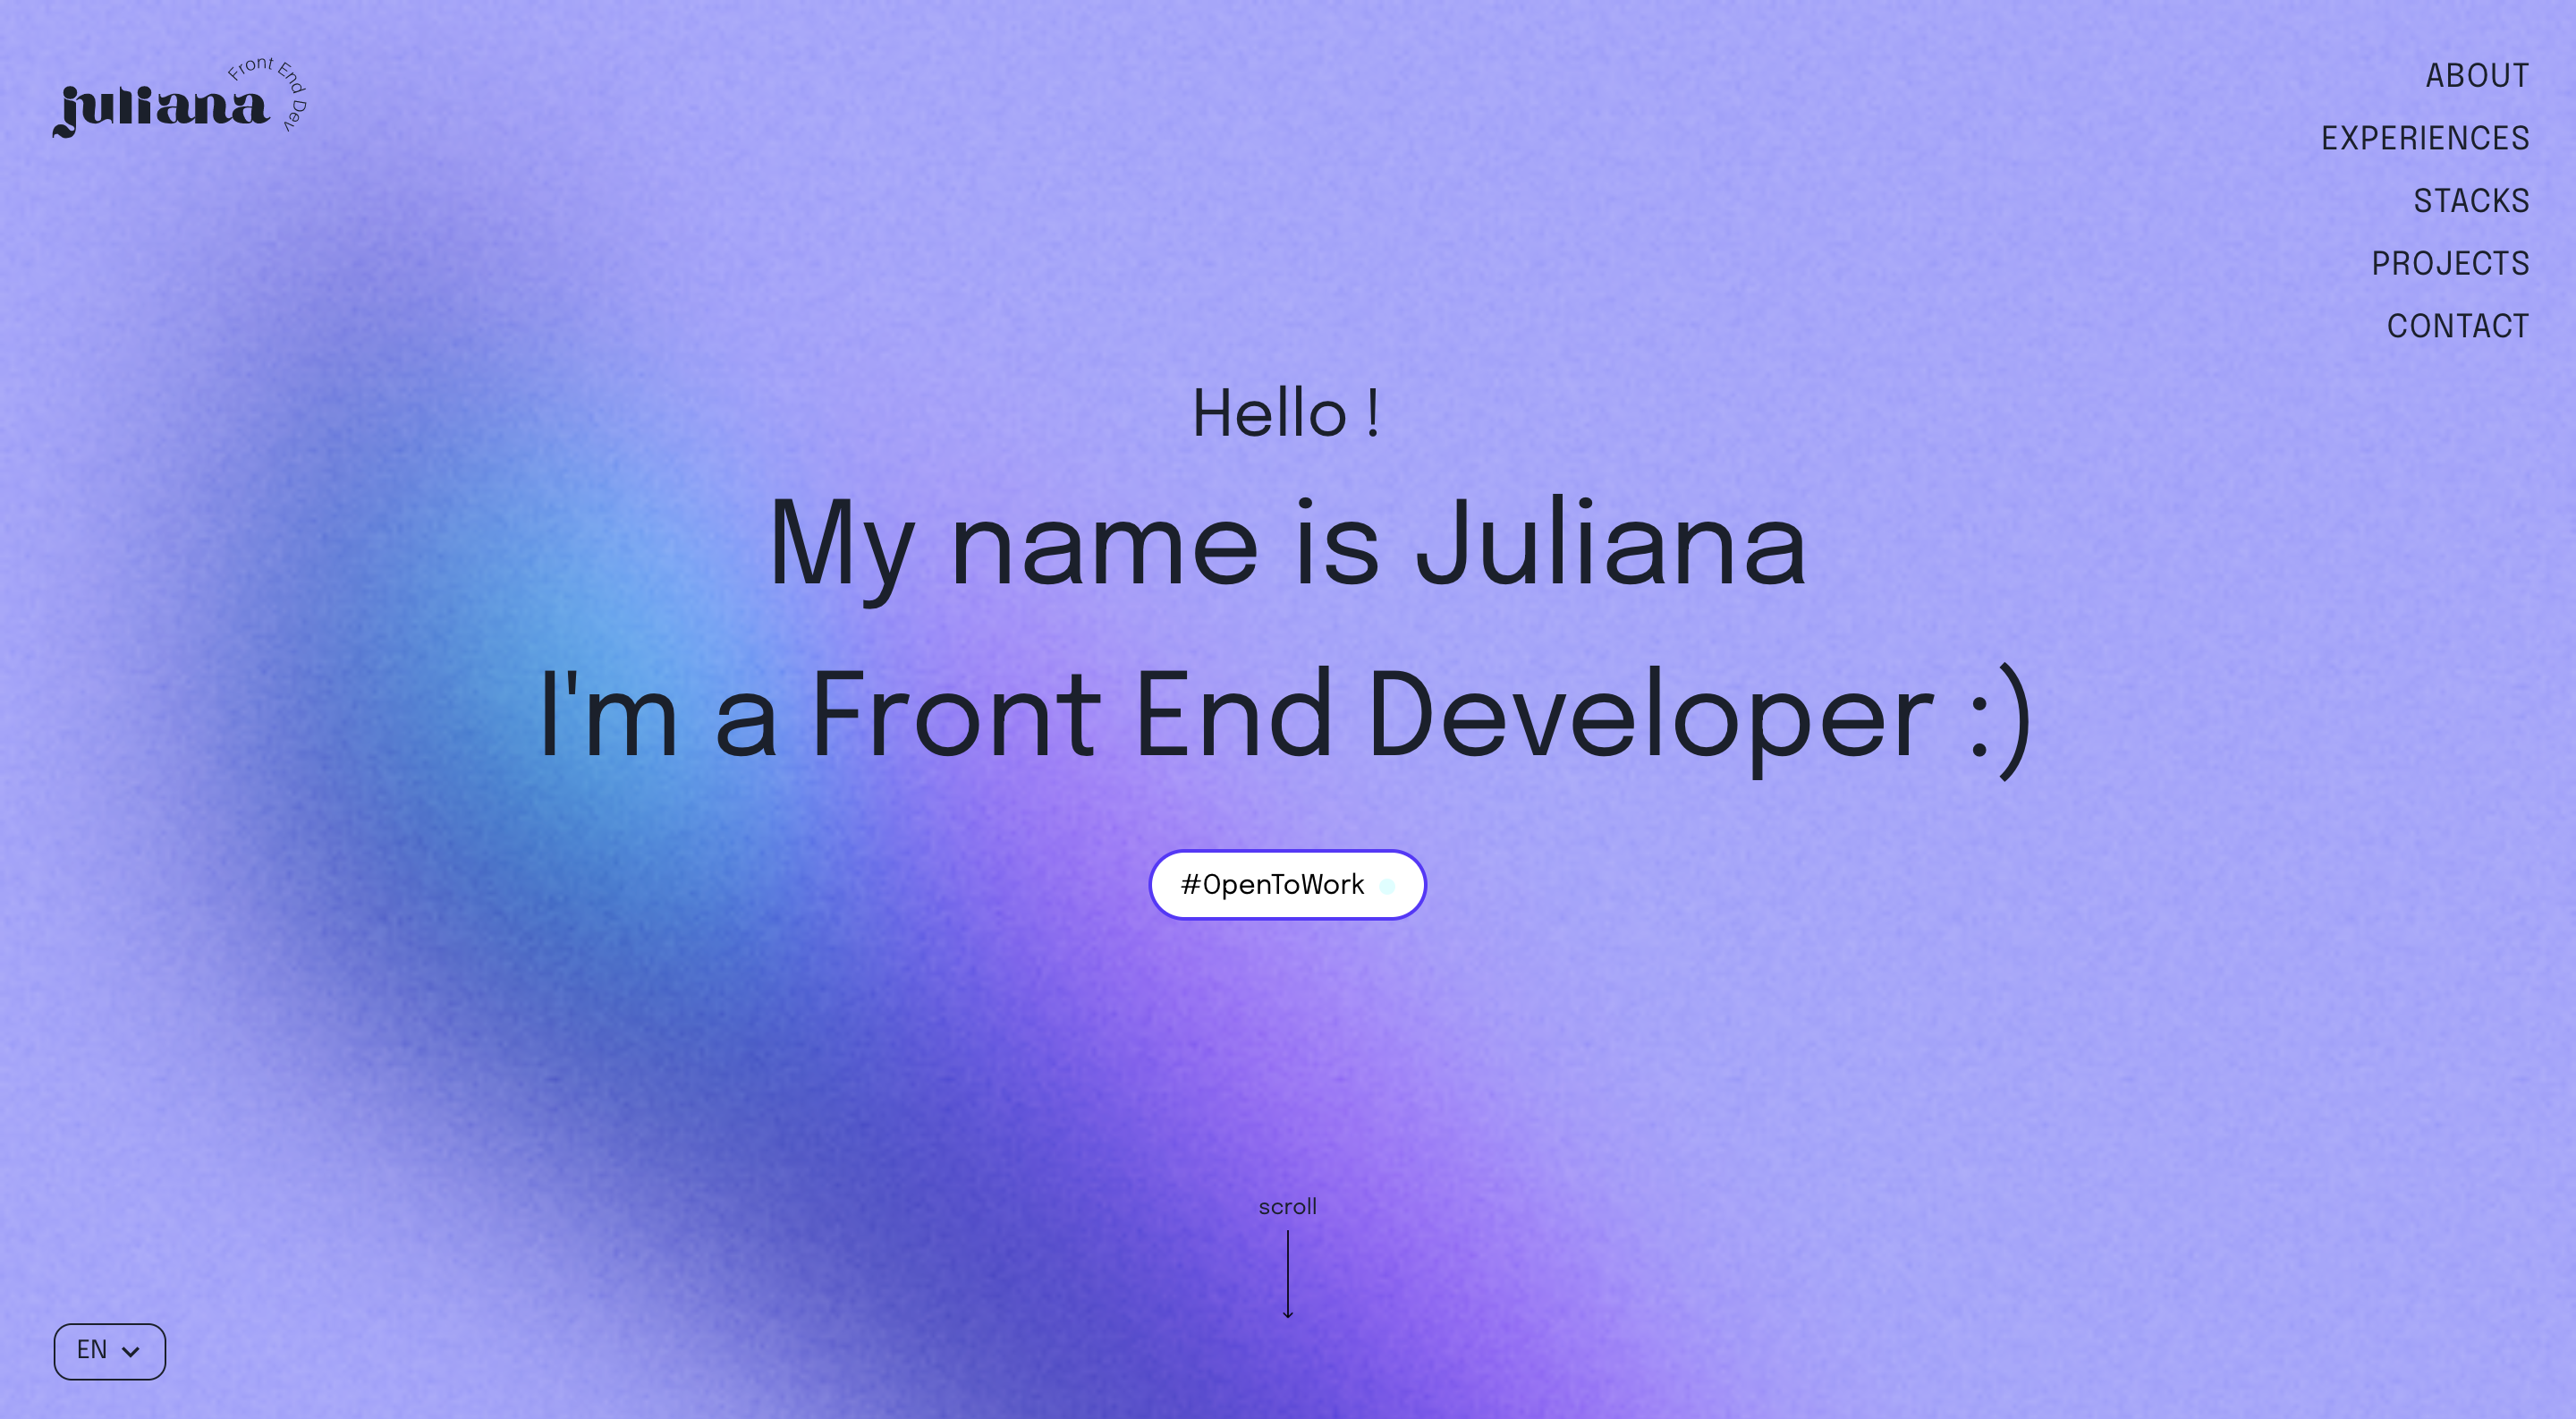 juliana
Front End Dev
ABOUT
EXPERIENCES
STACKS
PROJECTS
CONTACT
Hello !
My name is Juliana
I'm a Front End Developer :)
#OpenToWork
scroll
EN